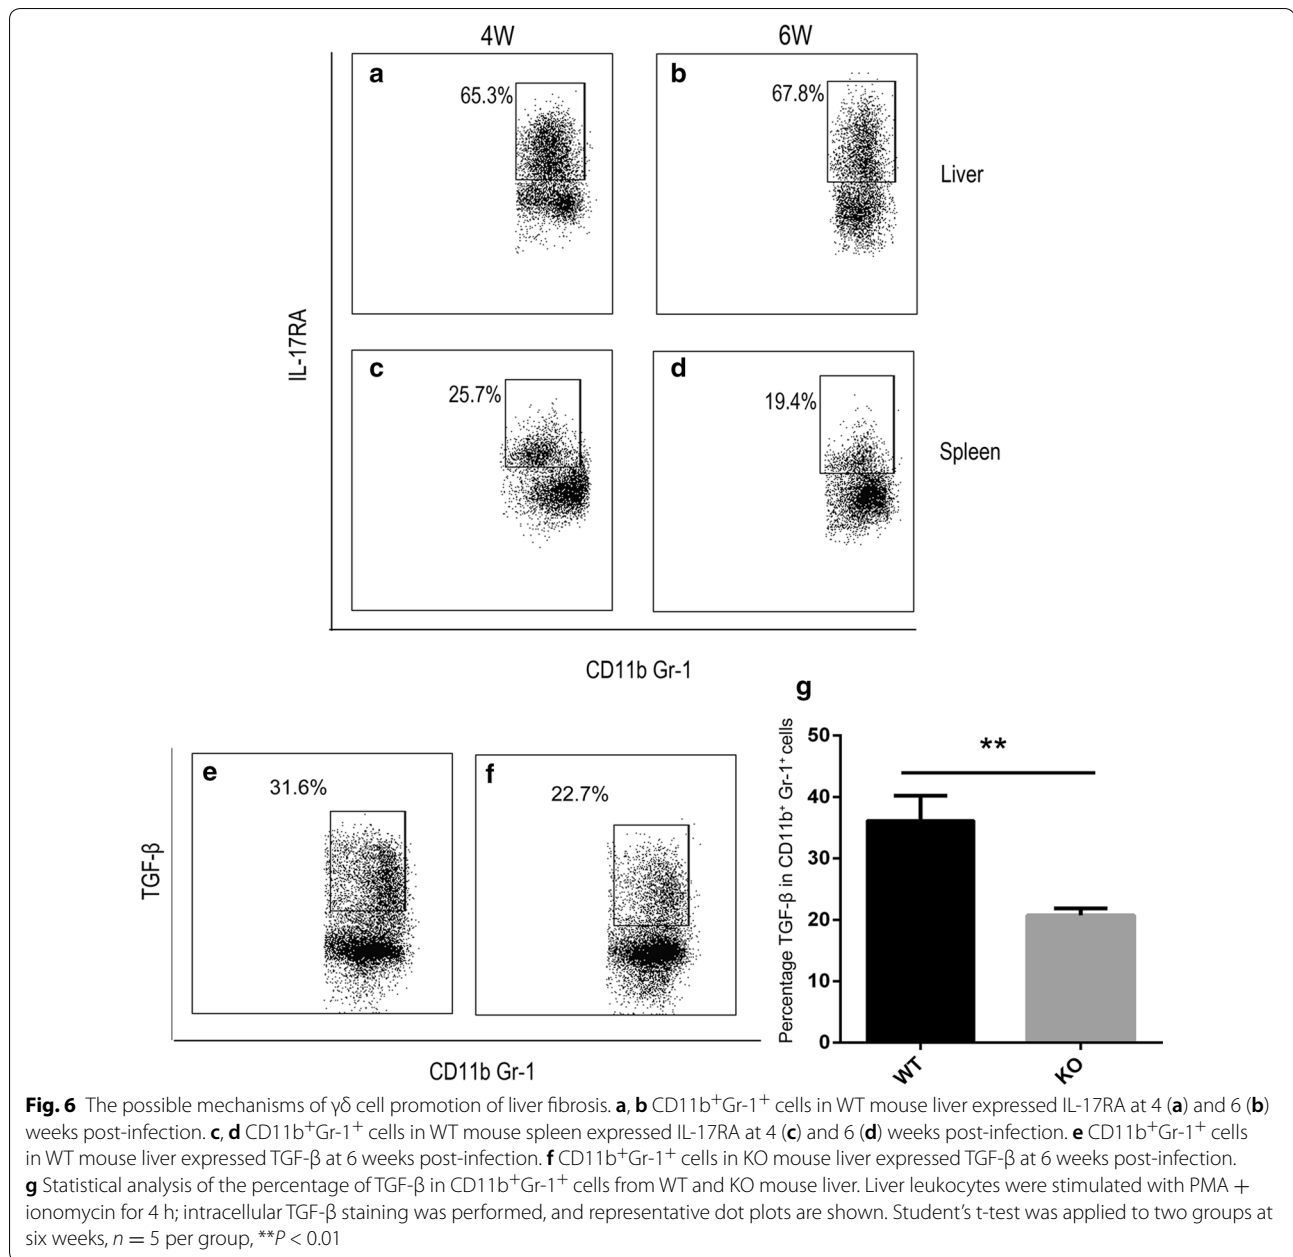 4W
6W
a
65.3%
b
67.8%
Liver
IL-17RA
c
25.7%
d
19.4%
Spleen
CD11b Gr-1
e
31.6%
f
22.7%
TGF-β
CD11b Gr-1
g
**
Percentage TGF-β in CD11b⁺ Gr-1⁺ cells
50
40
30
20
10
0
WT
KO
Fig. 6 The possible mechanisms of γδ cell promotion of liver fibrosis. a, b CD11b⁺Gr-1⁺ cells in WT mouse liver expressed IL-17RA at 4 (a) and 6 (b)
weeks post-infection. c, d CD11b⁺Gr-1⁺ cells in WT mouse spleen expressed IL-17RA at 4 (c) and 6 (d) weeks post-infection. e CD11b⁺Gr-1⁺ cells
in WT mouse liver expressed TGF-β at 6 weeks post-infection. f CD11b⁺Gr-1⁺ cells in KO mouse liver expressed TGF-β at 6 weeks post-infection.
g Statistical analysis of the percentage of TGF-β in CD11b⁺Gr-1⁺ cells from WT and KO mouse liver. Liver leukocytes were stimulated with PMA +
ionomycin for 4 h; intracellular TGF-β staining was performed, and representative dot plots are shown. Student's t-test was applied to two groups at
six weeks, n = 5 per group, **P < 0.01